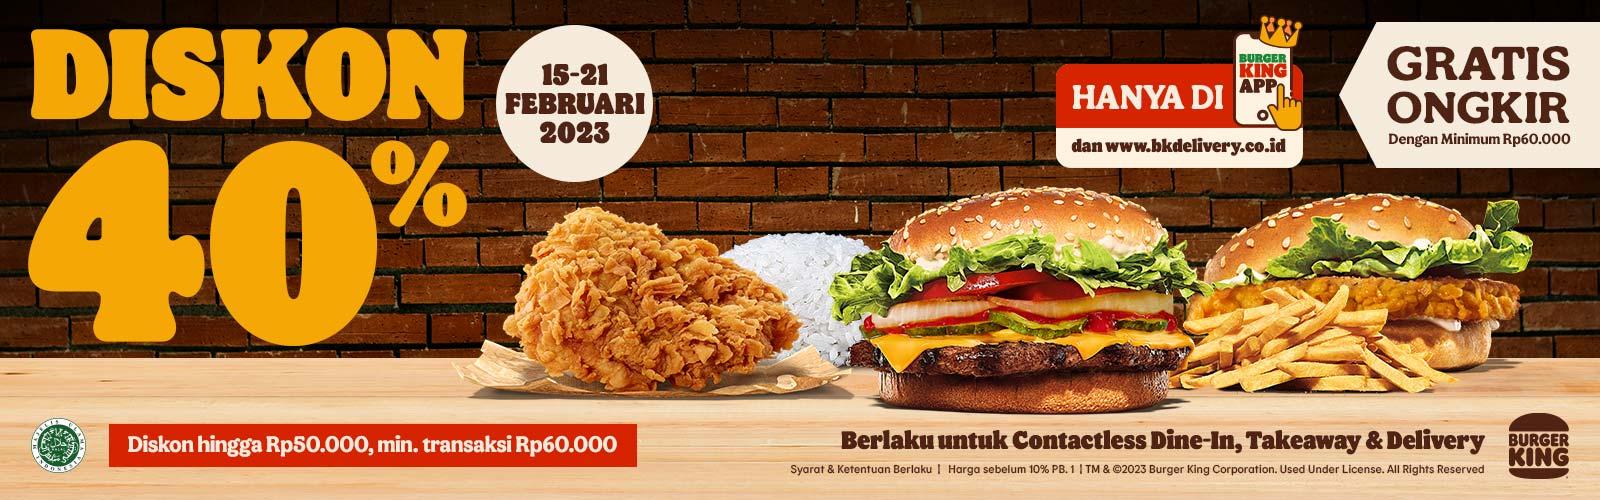 DISKON
40%
15-21
FEBRUARI
2023
HANYA DI
BURGER
KING
APP
dan www.bkdelivery.co.id
GRATIS
ONGKIR
Dengan Minimum Rp60.000
Diskon hingga Rp50.000, min. transaksi Rp60.000
Berlaku untuk Contactless Dine-In, Takeaway & Delivery
Syarat & Ketentuan Berlaku | Harga sebelum 10% PB. 1 | TM & ©2023 Burger King Corporation. Used Under License. All Rights Reserved
BURGER
KING